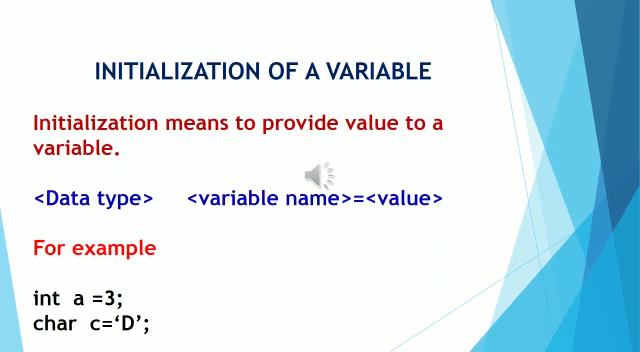 INITIALIZATION OF A VARIABLE
Initialization means to provide value to a
variable.
<Data type> <variable name>=<value>
For example
int a =3;
char c=‘D’;